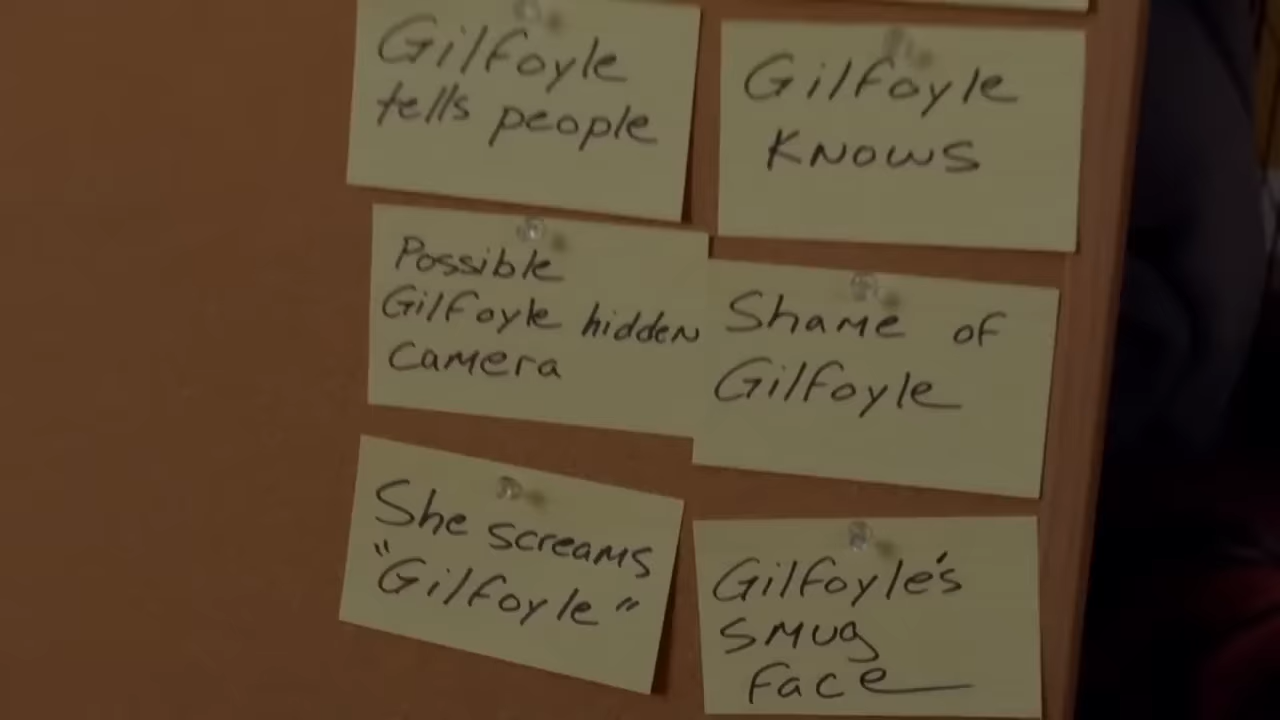 Gilfoyle
tells people
Gilfoyle
KNOWS
Possible
Gilfoyle hidden
camera
Shame of
Gilfoyle
She screams
"Gilfoyle"
Gilfoyle's
smug
face